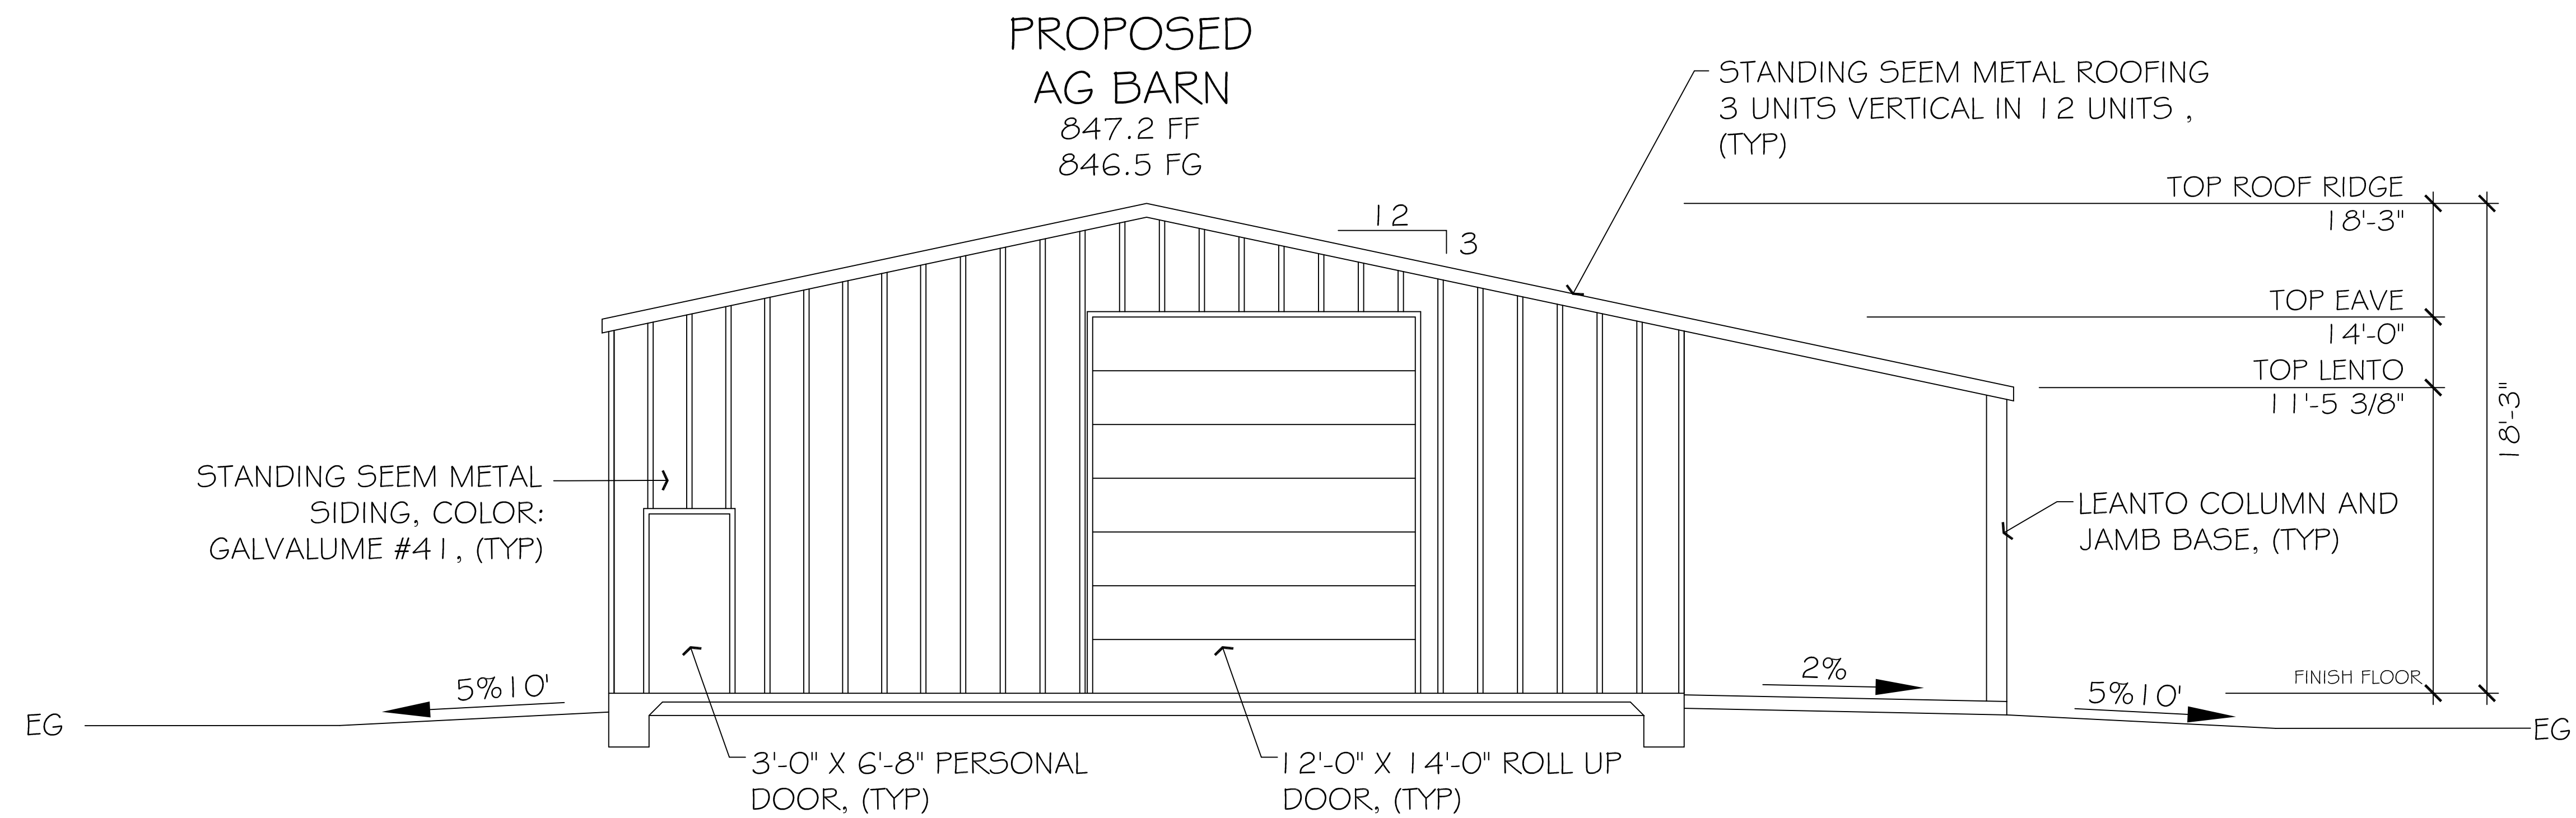 PROPOSED
AG BARN
847.2 FF
846.5 FG
STANDING SEEM METAL ROOFING
3 UNITS VERTICAL IN 12 UNITS ,
(TYP)
12
3
TOP ROOF RIDGE
18'-3"
TOP EAVE
14'-0"
TOP LENTO
11'-5 3/8"
18'-3"
STANDING SEEM METAL
SIDING, COLOR:
GALVALUME #41, (TYP)
LEANTO COLUMN AND
JAMB BASE, (TYP)
FINISH FLOOR
5%10'
2%
5%10'
EG
EG
3'-0" X 6'-8" PERSONAL
DOOR, (TYP)
12'-0" X 14'-0" ROLL UP
DOOR, (TYP)